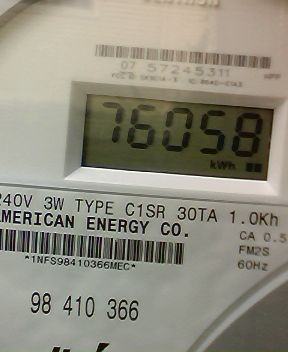 07 57245311
76058
kWh
240V 3W TYPE C1SR 30TA 1.0Kh
AMERICAN ENERGY CO.
CA 0.5
FM2S
*1NFS98410366MEC*
60Hz
98 410 366